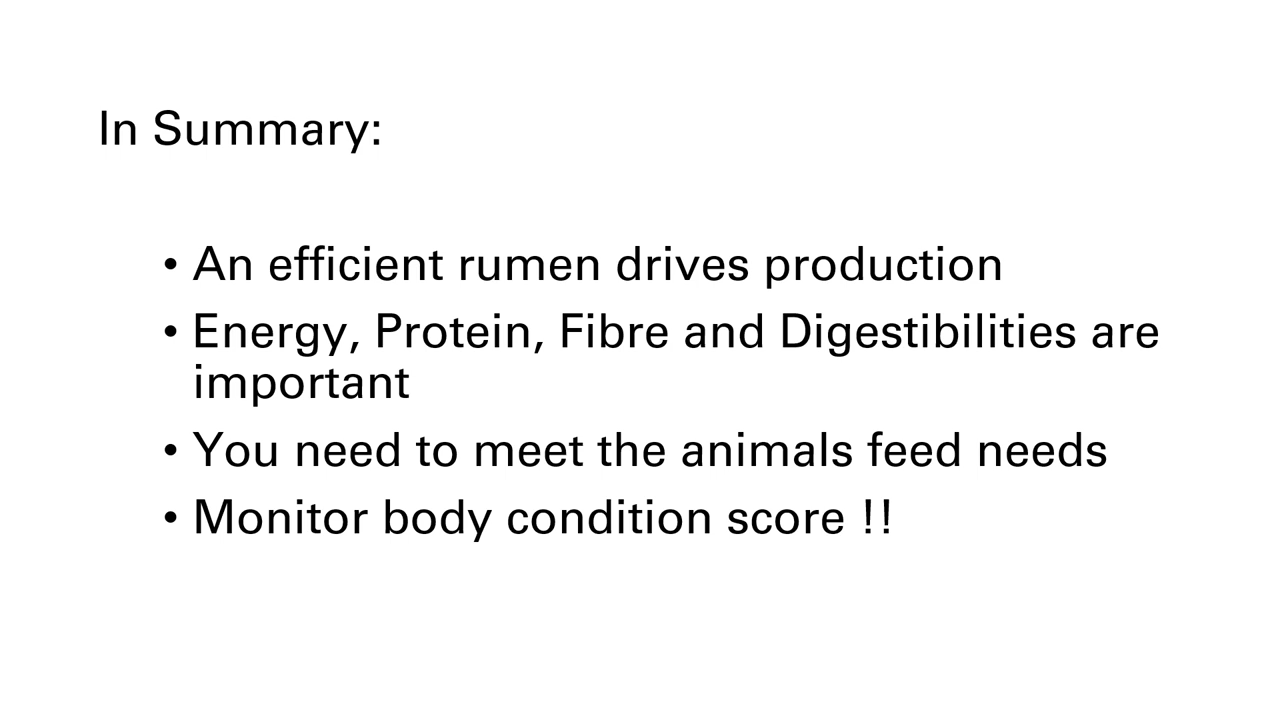 In Summary:
• An efficient rumen drives production
• Energy, Protein, Fibre and Digestibilities are
important
• You need to meet the animals feed needs
• Monitor body condition score !!